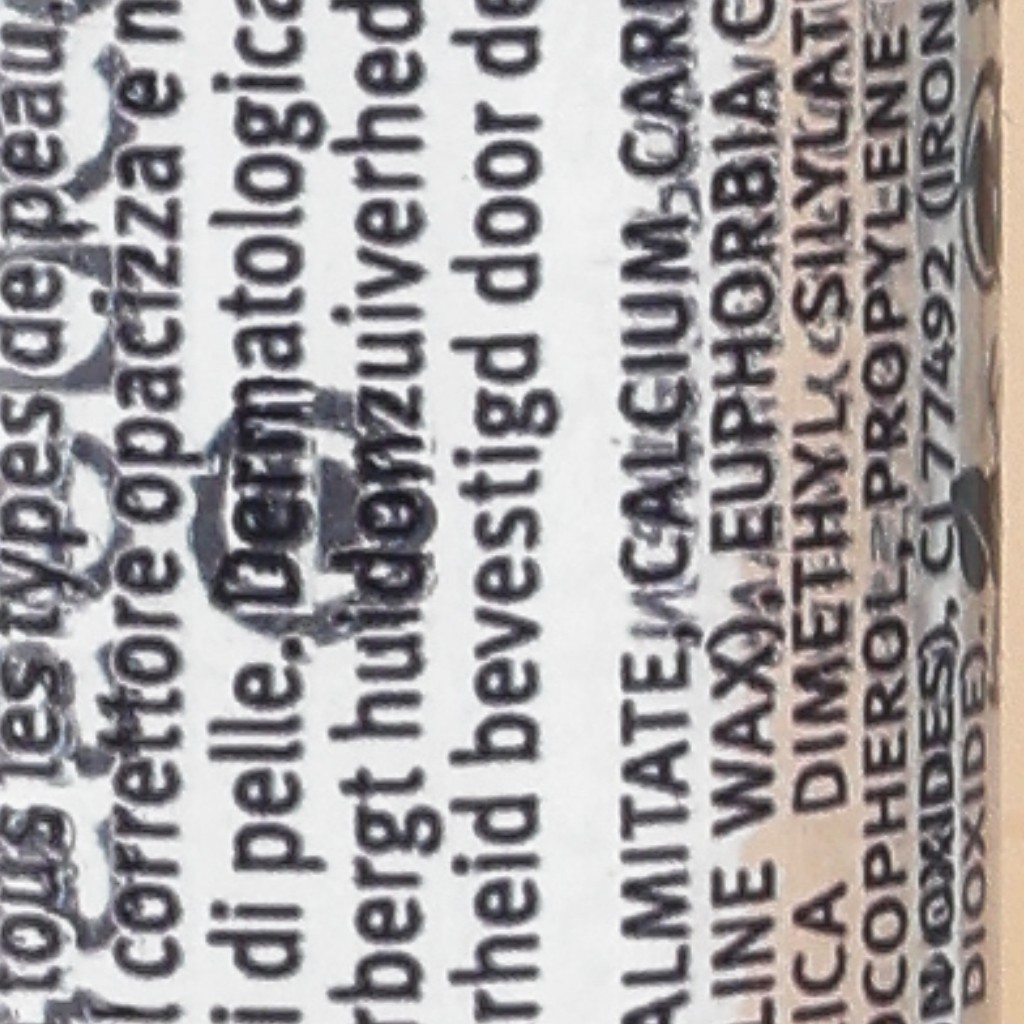 tous les types de peau.
correttore opacizza e n
i di pelle. Dermatologica
rbergt huidonzuiverhed
rheid bevestigd door de
ALMITATE, CALCIUM CAR
LINE WAX), EUPHORBIA C
ICA DIMETHYL SILYLAT
OCOPHEROL, PROPYLENE
N OXIDES), CI 77492 (IRON
DIOXIDE).